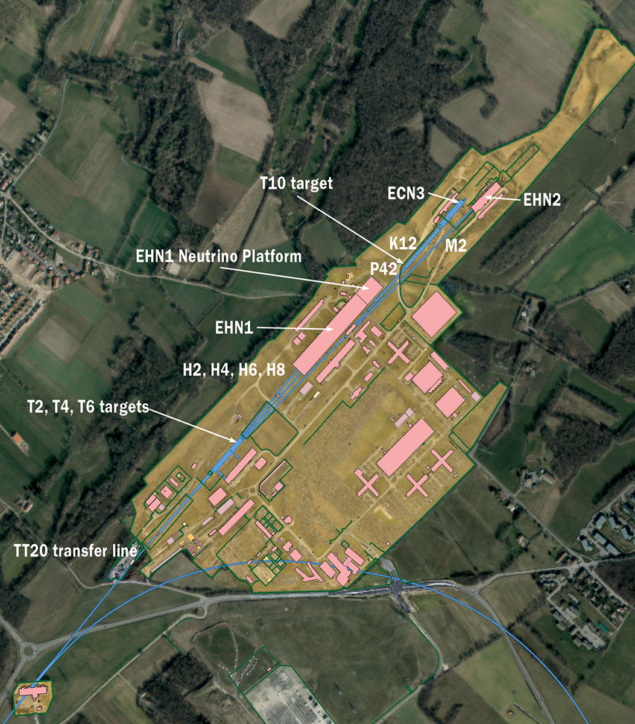 T10 target
ECN3
EHN2
K12
M2
EHN1 Neutrino Platform
P42
EHN1
H2, H4, H6, H8
T2, T4, T6 targets
TT20 transfer line